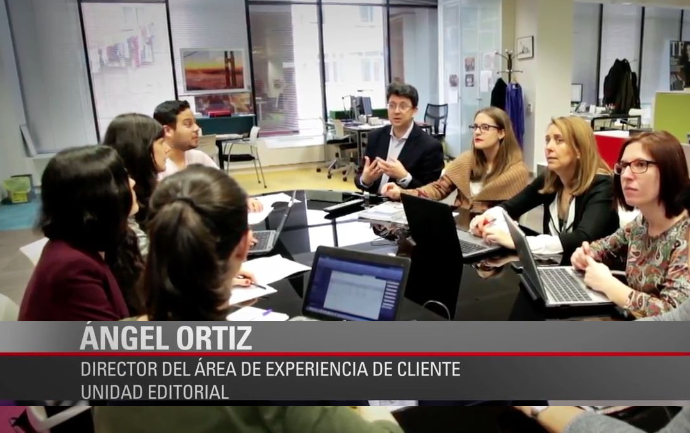 ÁNGEL ORTIZ
DIRECTOR DEL ÁREA DE EXPERIENCIA DE CLIENTE
UNIDAD EDITORIAL